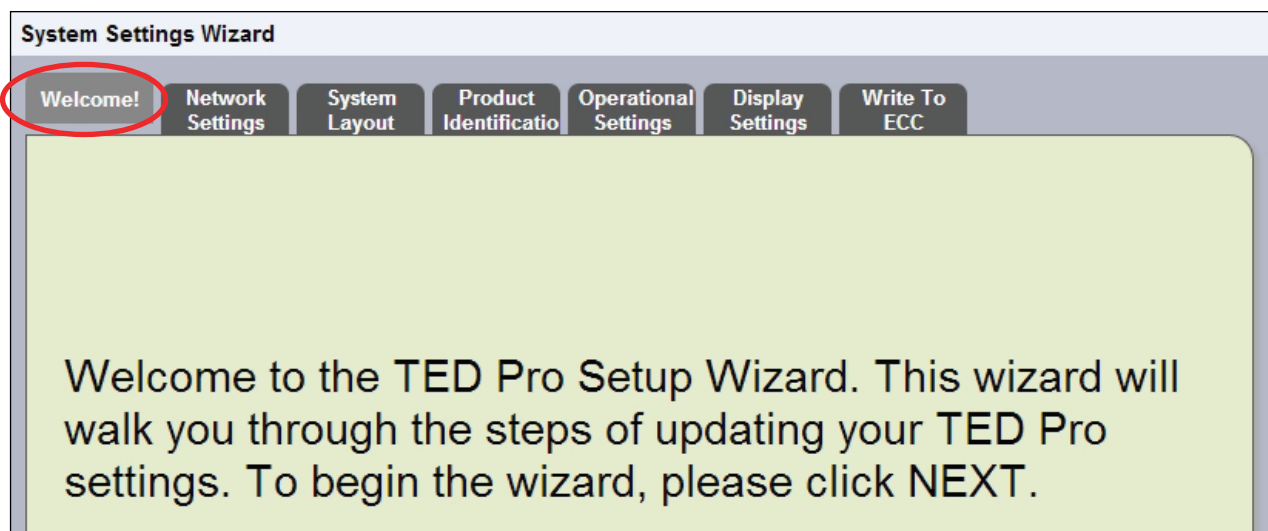 System Settings Wizard
Welcome!
Network
Settings
System
Layout
Product
Identificatio
Operational
Settings
Display
Settings
Write To
ECC
Welcome to the TED Pro Setup Wizard. This wizard will
walk you through the steps of updating your TED Pro
settings. To begin the wizard, please click NEXT.